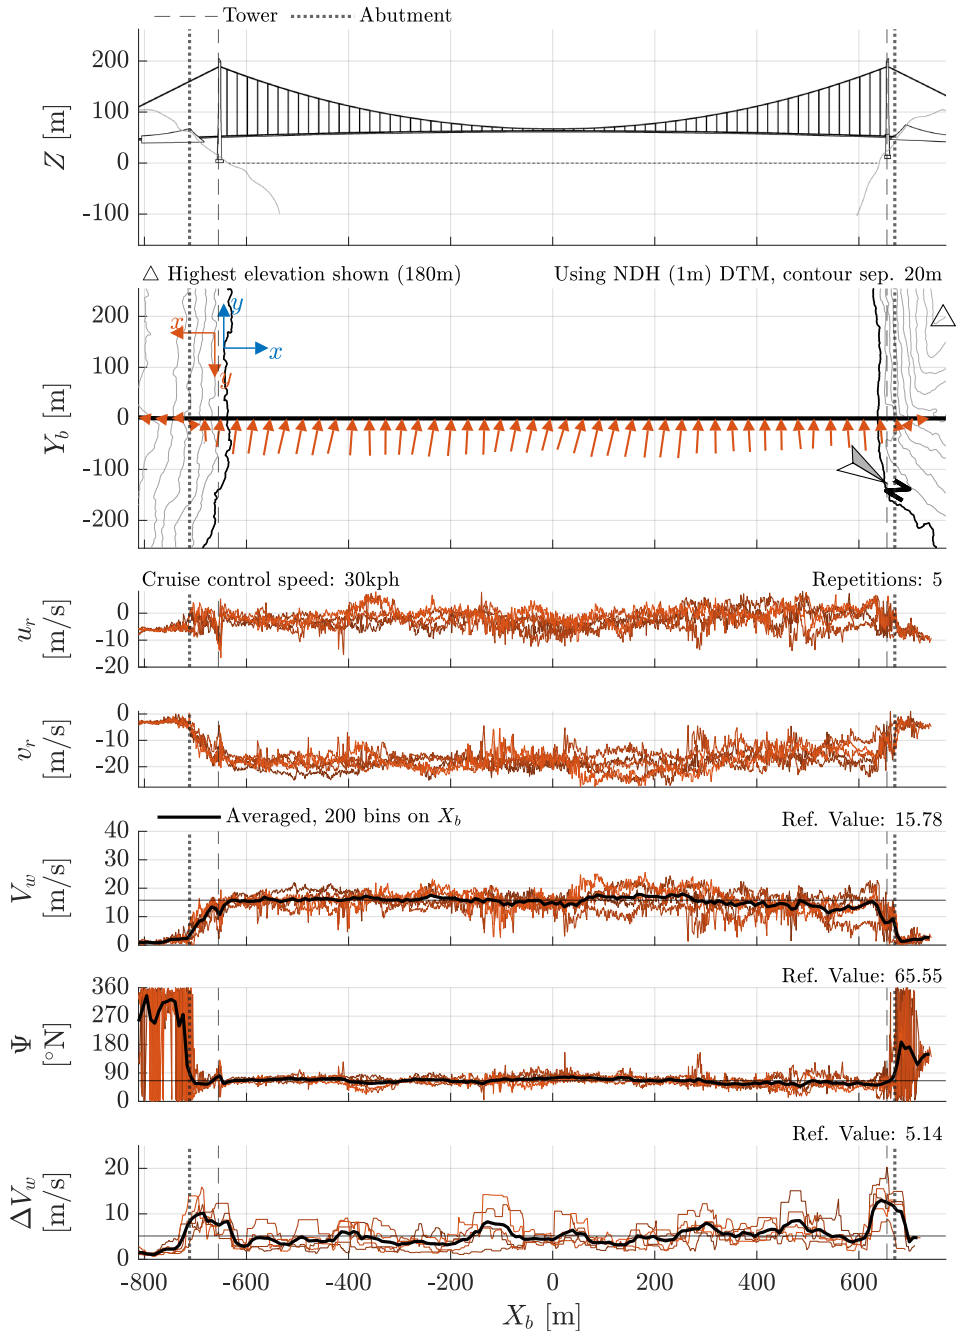 Tower Abutment
200
100
0
-100
Z [m]
△ Highest elevation shown (180m) Using NDH (1m) DTM, contour sep. 20m
200
100
0
-100
-200
Y_b [m]
x
y
y
x
N
Cruise control speed: 30kph Repetitions: 5
0
-10
-20
u_r [m/s]
0
-10
-20
v_r [m/s]
Averaged, 200 bins on X_b Ref. Value: 15.78
40
30
20
10
0
V_w [m/s]
Ref. Value: 65.55
360
270
180
90
0
Ψ [°N]
Ref. Value: 5.14
20
10
0
ΔV_w [m/s]
-800 -600 -400 -200 0 200 400 600
X_b [m]